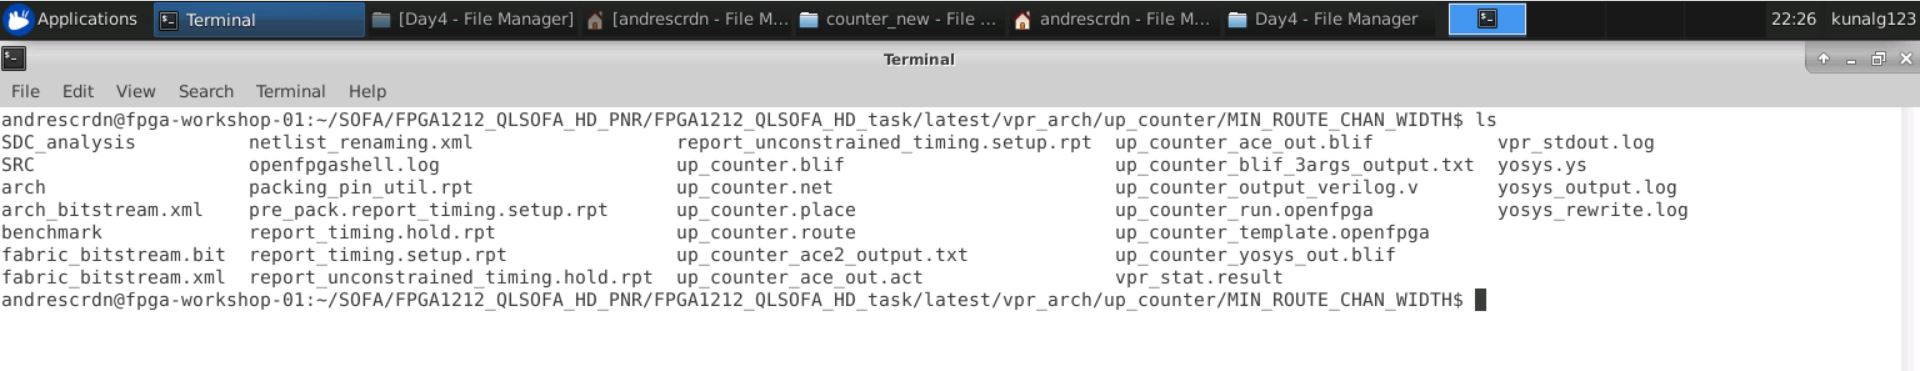 Applications Terminal [Day4 - File Manager] [andrescrdn - File M... counter_new - File ... andrescrdn - File M... Day4 - File Manager 22:26 kunalg123
Terminal
File Edit View Search Terminal Help
andrescrdn@fpga-workshop-01:~/SOFA/FPGA1212_QLSOFA_HD_PNR/FPGA1212_QLSOFA_HD_task/latest/vpr_arch/up_counter/MIN_ROUTE_CHAN_WIDTH$ ls
SDC_analysis netlist_renaming.xml report_unconstrained_timing.setup.rpt up_counter_ace_out.blif vpr_stdout.log
SRC openfpgashell.log up_counter.blif up_counter_blif_3args_output.txt yosys.ys
arch packing_pin_util.rpt up_counter.net up_counter_output_verilog.v yosys_output.log
arch_bitstream.xml pre_pack.report_timing.setup.rpt up_counter.place up_counter_run.openfpga yosys_rewrite.log
benchmark report_timing.hold.rpt up_counter.route up_counter_template.openfpga
fabric_bitstream.bit report_timing.setup.rpt up_counter_ace2_output.txt up_counter_yosys_out.blif
fabric_bitstream.xml report_unconstrained_timing.hold.rpt up_counter_ace_out.act vpr_stat.result
andrescrdn@fpga-workshop-01:~/SOFA/FPGA1212_QLSOFA_HD_PNR/FPGA1212_QLSOFA_HD_task/latest/vpr_arch/up_counter/MIN_ROUTE_CHAN_WIDTH$